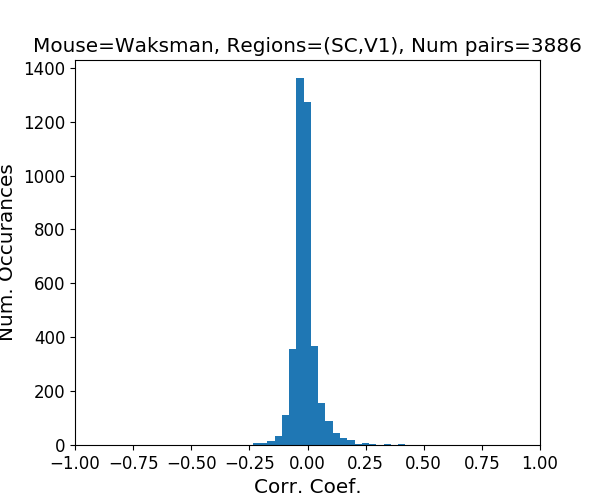 Mouse=Waksman, Regions=(SC,V1), Num pairs=3886
1400
1200
1000
800
600
400
200
0
Num. Occurances
−1.00 −0.75 −0.50 −0.25 0.00 0.25 0.50 0.75 1.00
Corr. Coef.